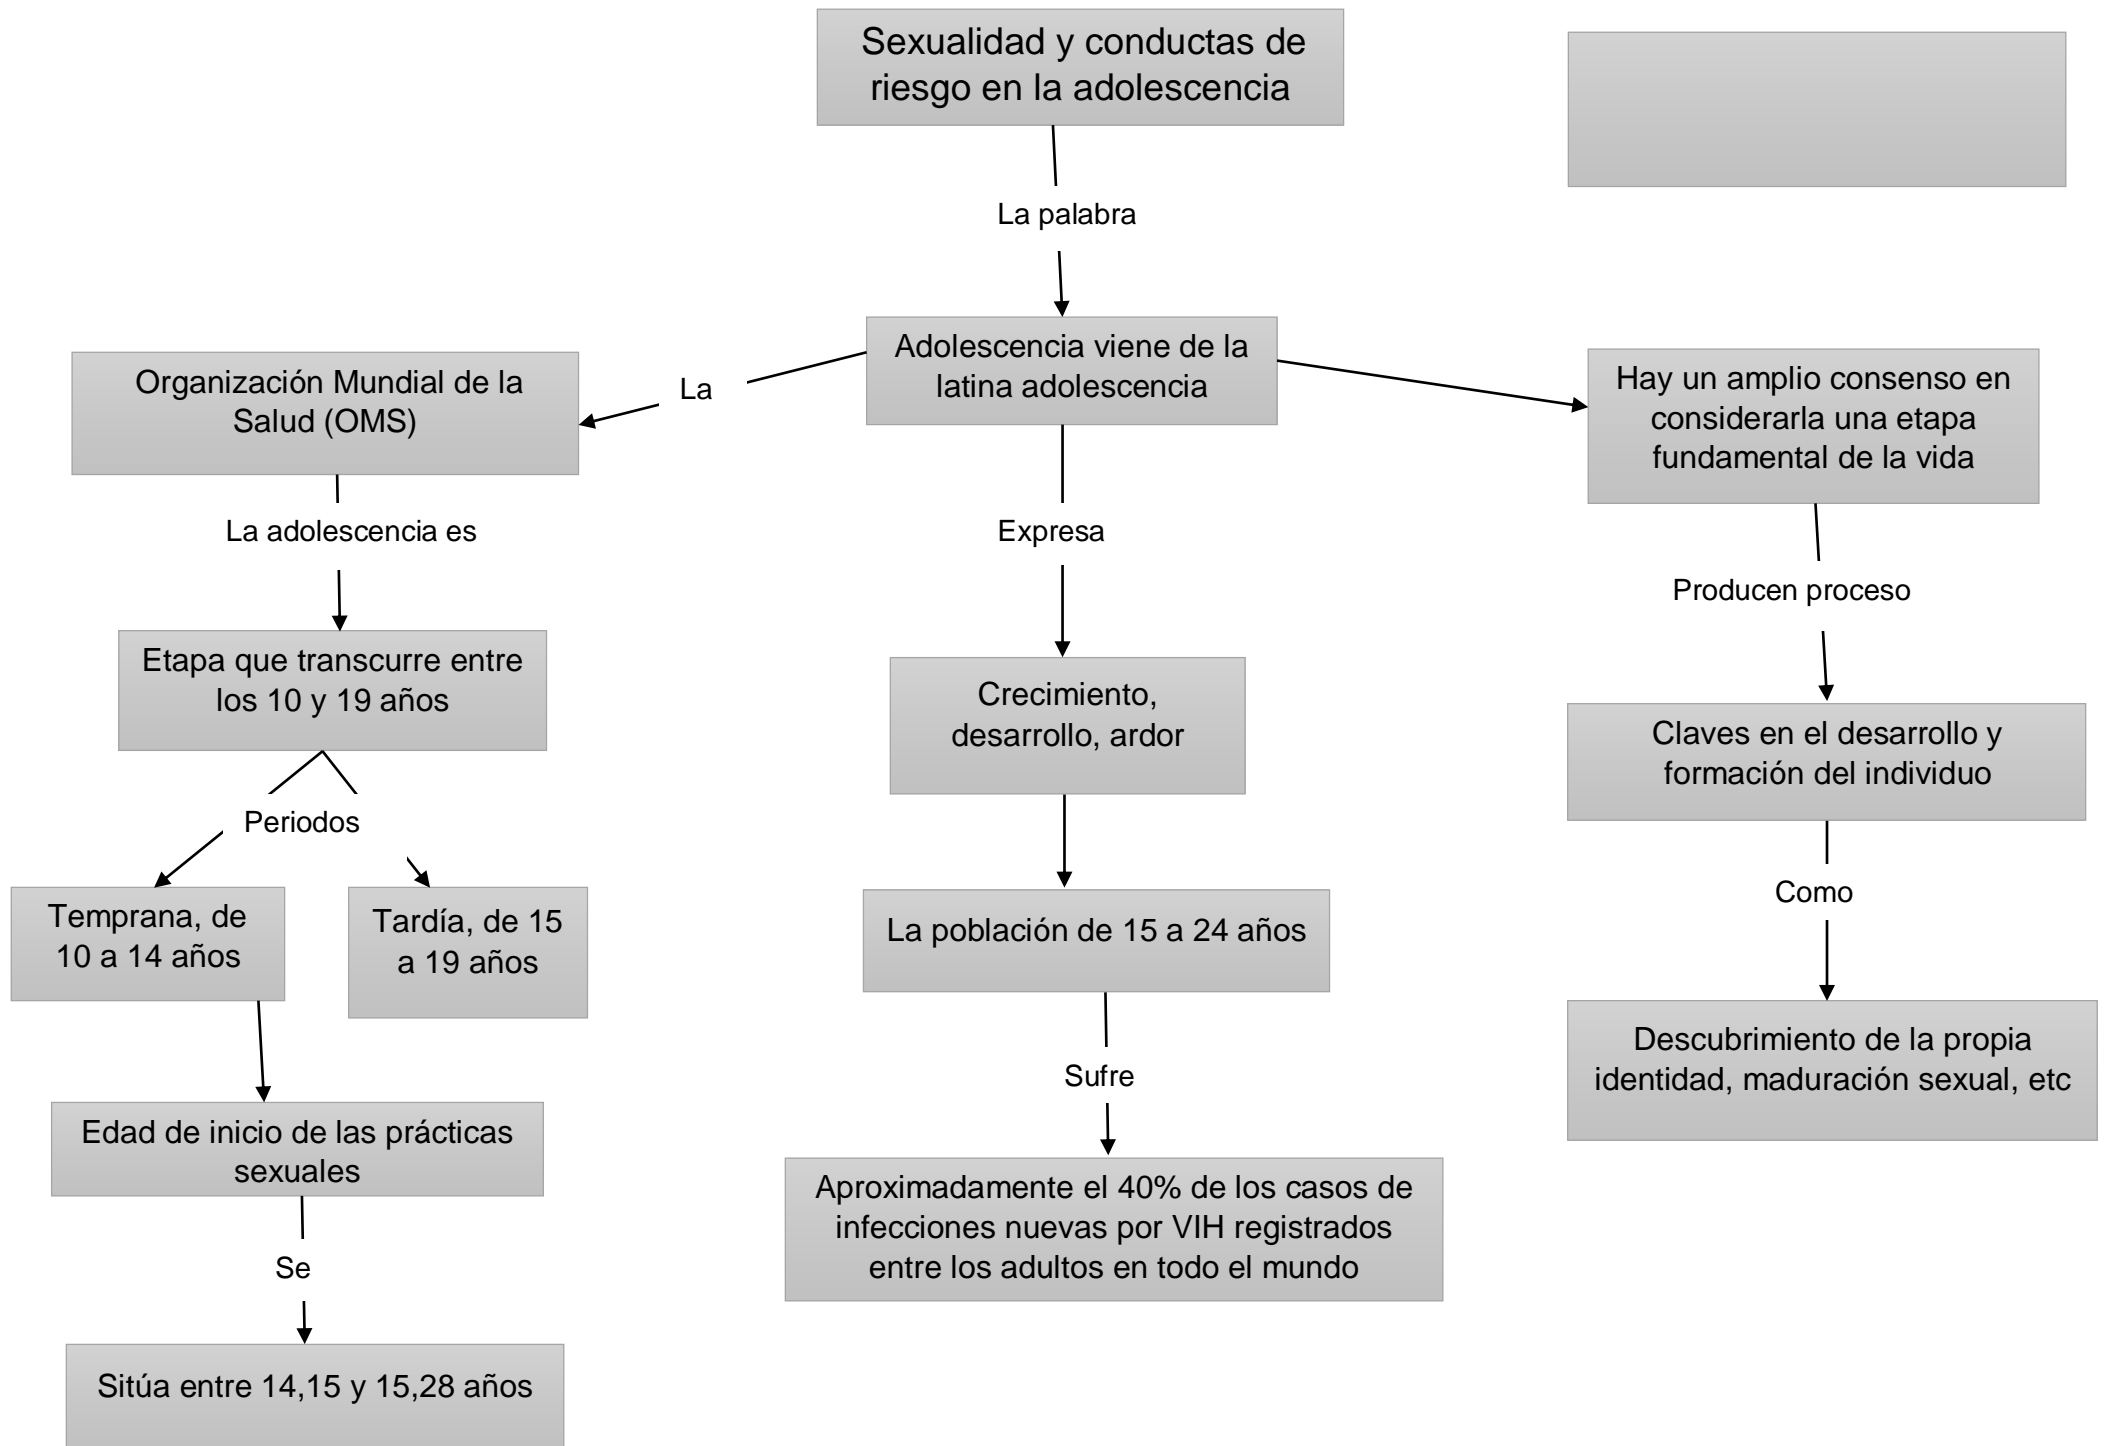 Sexualidad y conductas de
riesgo en la adolescencia
La palabra
Adolescencia viene de la
latina adolescencia
La
Organización Mundial de la
Salud (OMS)
La adolescencia es
Etapa que transcurre entre
los 10 y 19 años
Periodos
Temprana, de
10 a 14 años
Tardía, de 15
a 19 años
Edad de inicio de las prácticas
sexuales
Se
Sitúa entre 14,15 y 15,28 años
Expresa
Crecimiento,
desarrollo, ardor
La población de 15 a 24 años
Sufre
Aproximadamente el 40% de los casos de
infecciones nuevas por VIH registrados
entre los adultos en todo el mundo
Hay un amplio consenso en
considerarla una etapa
fundamental de la vida
Producen proceso
Claves en el desarrollo y
formación del individuo
Como
Descubrimiento de la propia
identidad, maduración sexual, etc